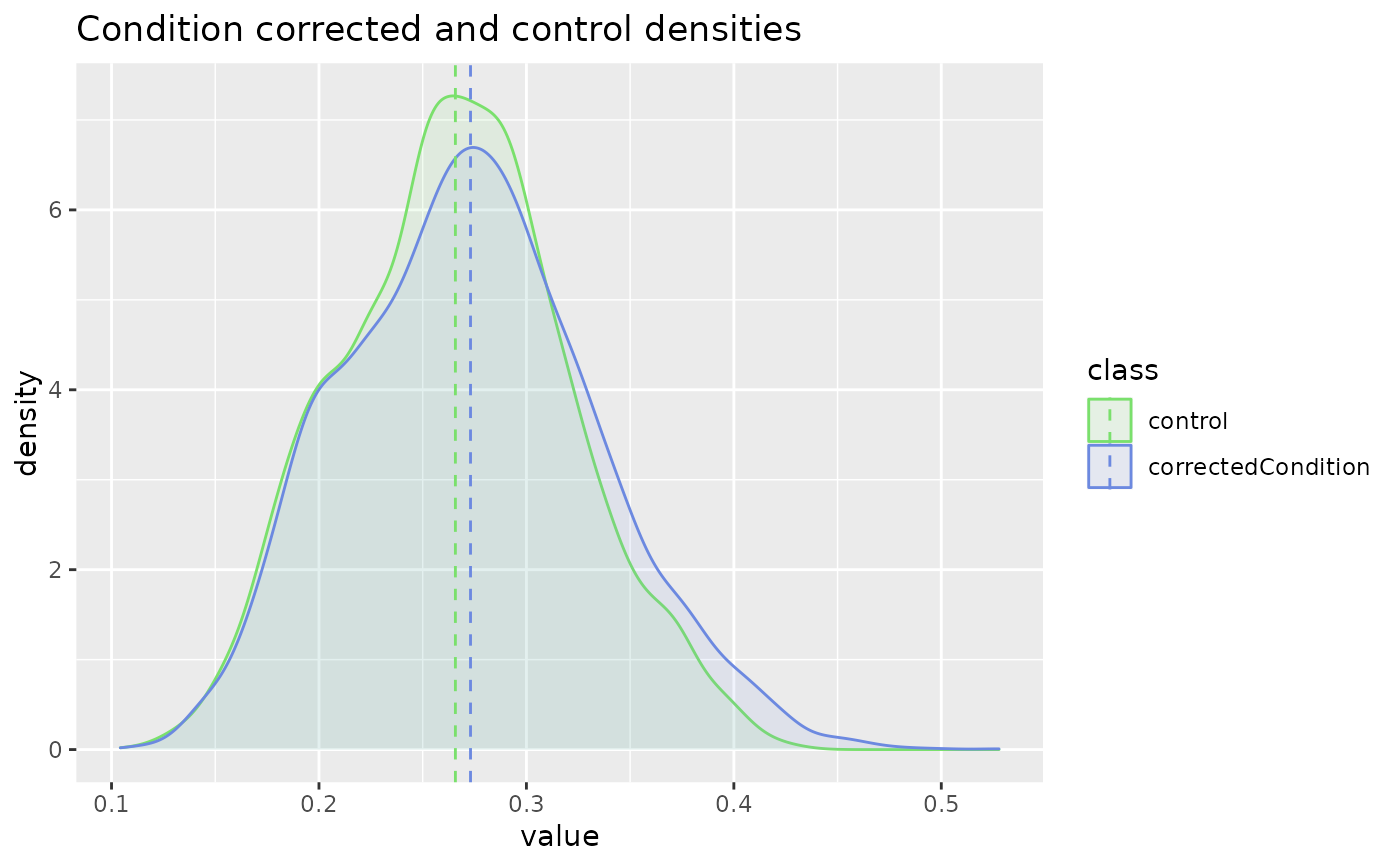 Condition corrected and control densities
density
6
4
2
0
0.1 0.2 0.3 0.4 0.5
value
class
control
correctedCondition